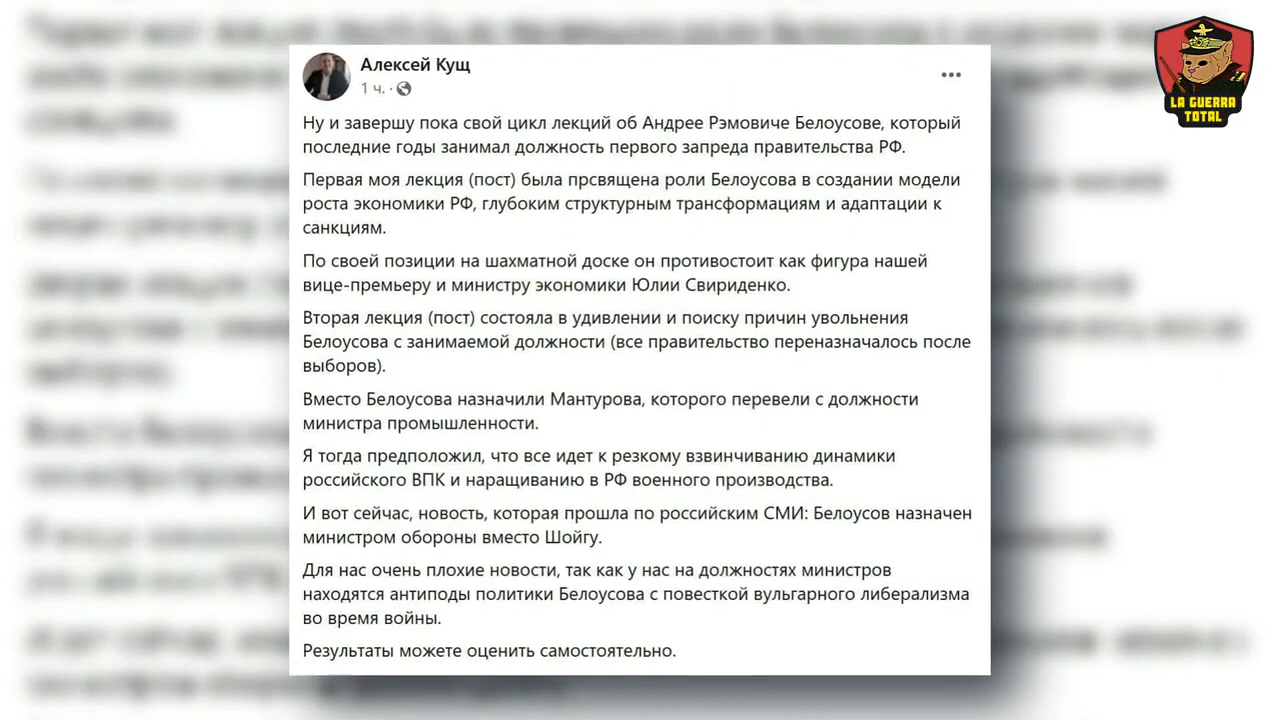 Алексей Кущ
1 ч. ·
Ну и завершу пока свой цикл лекций об Андрее Рэмовиче Белоусове, который
последние годы занимал должность первого запреда правительства РФ.
Первая моя лекция (пост) была прсвящена роли Белоусова в создании модели
роста экономики РФ, глубоким структурным трансформациям и адаптации к
санкциям.
По своей позиции на шахматной доске он противостоит как фигура нашей
вице-премьеру и министру экономики Юлии Свириденко.
Вторая лекция (пост) состояла в удивлении и поиску причин увольнения
Белоусова с занимаемой должности (все правительство переназначалось после
выборов).
Вместо Белоусова назначили Мантурова, которого перевели с должности
министра промышленности.
Я тогда предположил, что все идет к резкому взвинчиванию динамики
российского ВПК и наращиванию в РФ военного производства.
И вот сейчас, новость, которая прошла по российским СМИ: Белоусов назначен
министром обороны вместо Шойгу.
Для нас очень плохие новости, так как у нас на должностях министров
находятся антиподы политики Белоусова с повесткой вульгарного либерализма
во время войны.
Результаты можете оценить самостоятельно.
LA GUERRA
TOTAL